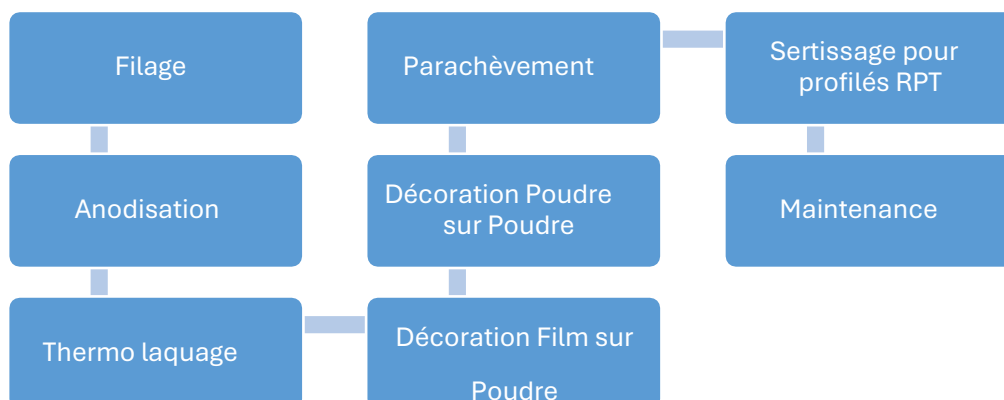 Filage
Anodisation
Thermo laquage
Décoration Film sur
Poudre
Décoration Poudre
sur Poudre
Parachèvement
Sertissage pour
profilés RPT
Maintenance